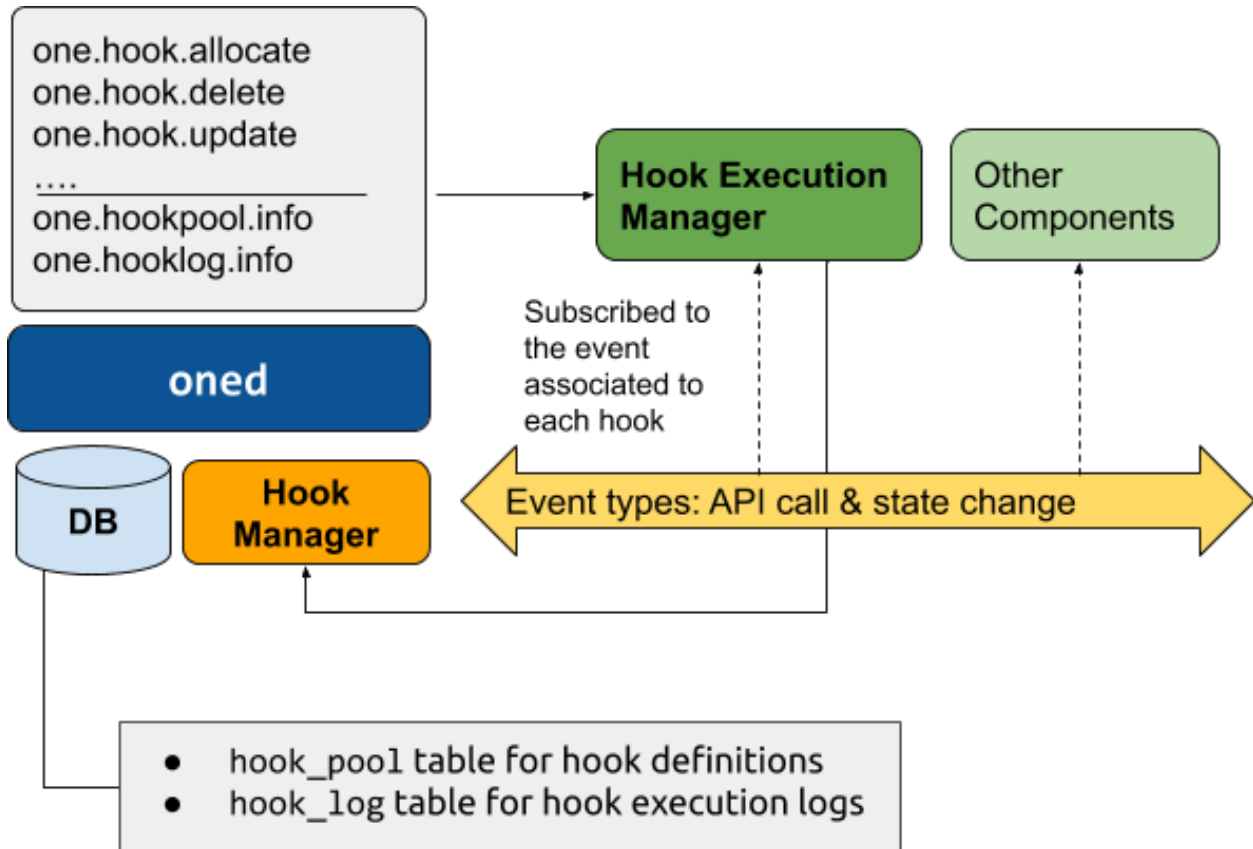 one.hook.allocate
one.hook.delete
one.hook.update
....
one.hookpool.info
one.hooklog.info
Hook Execution
Manager
Other
Components
Subscribed to
the event
associated to
each hook
oned
DB
Hook
Manager
Event types: API call & state change
● hook_pool table for hook definitions
● hook_log table for hook execution logs